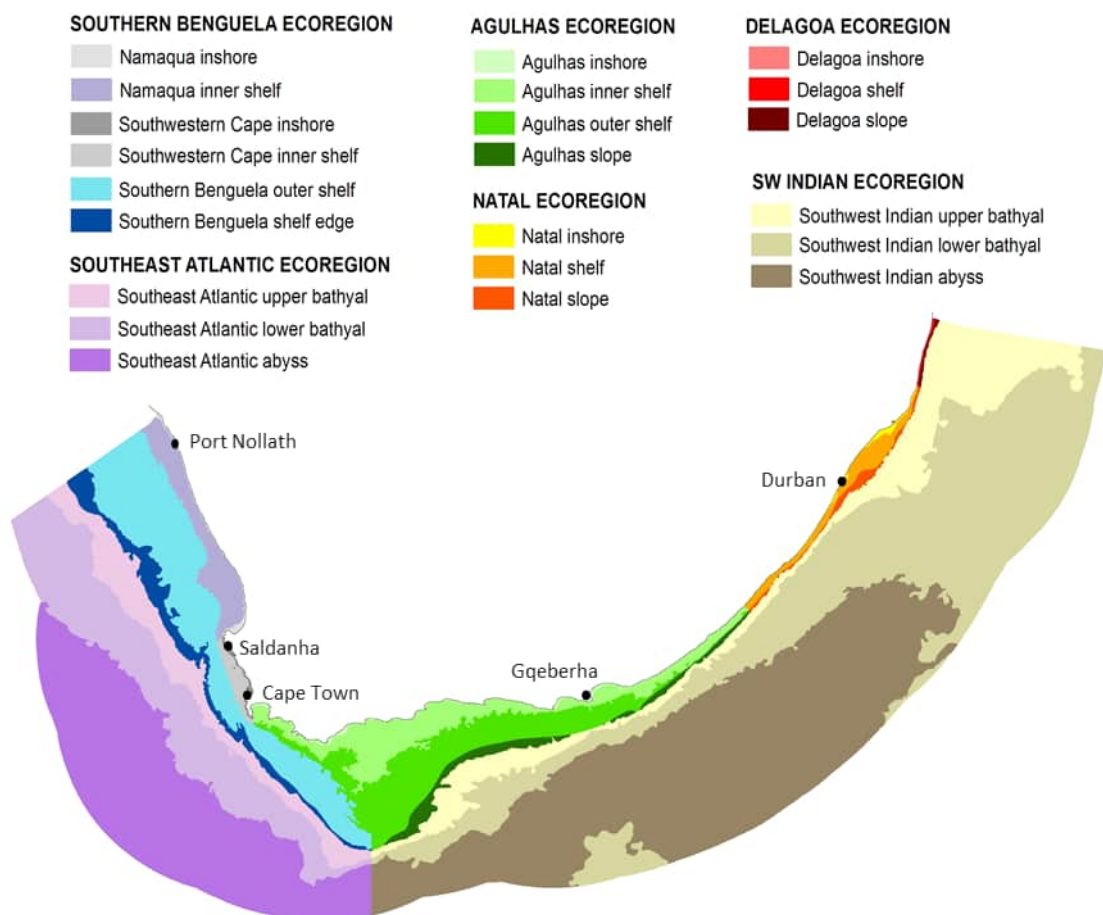 SOUTHERN BENGUELA ECOREGION
Namaqua inshore
Namaqua inner shelf
Southwestern Cape inshore
Southwestern Cape inner shelf
Southern Benguela outer shelf
Southern Benguela shelf edge
SOUTHEAST ATLANTIC ECOREGION
Southeast Atlantic upper bathyal
Southeast Atlantic lower bathyal
Southeast Atlantic abyss
AGULHAS ECOREGION
Agulhas inshore
Agulhas inner shelf
Agulhas outer shelf
Agulhas slope
NATAL ECOREGION
Natal inshore
Natal shelf
Natal slope
DELAGOA ECOREGION
Delagoa inshore
Delagoa shelf
Delagoa slope
SW INDIAN ECOREGION
Southwest Indian upper bathyal
Southwest Indian lower bathyal
Southwest Indian abyss
Port Nollath
Durban
Saldanha
Cape Town
Gqeberha